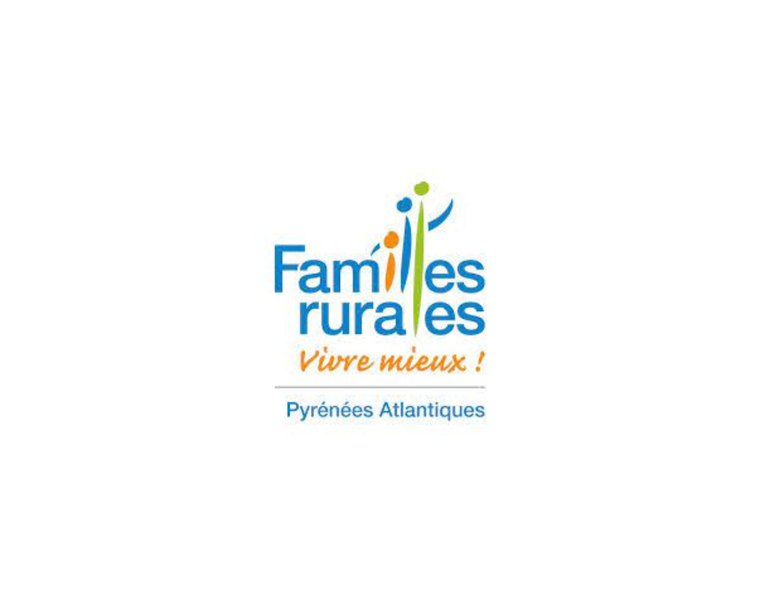 Familles
rurales
Vivre mieux !
Pyrénées Atlantiques